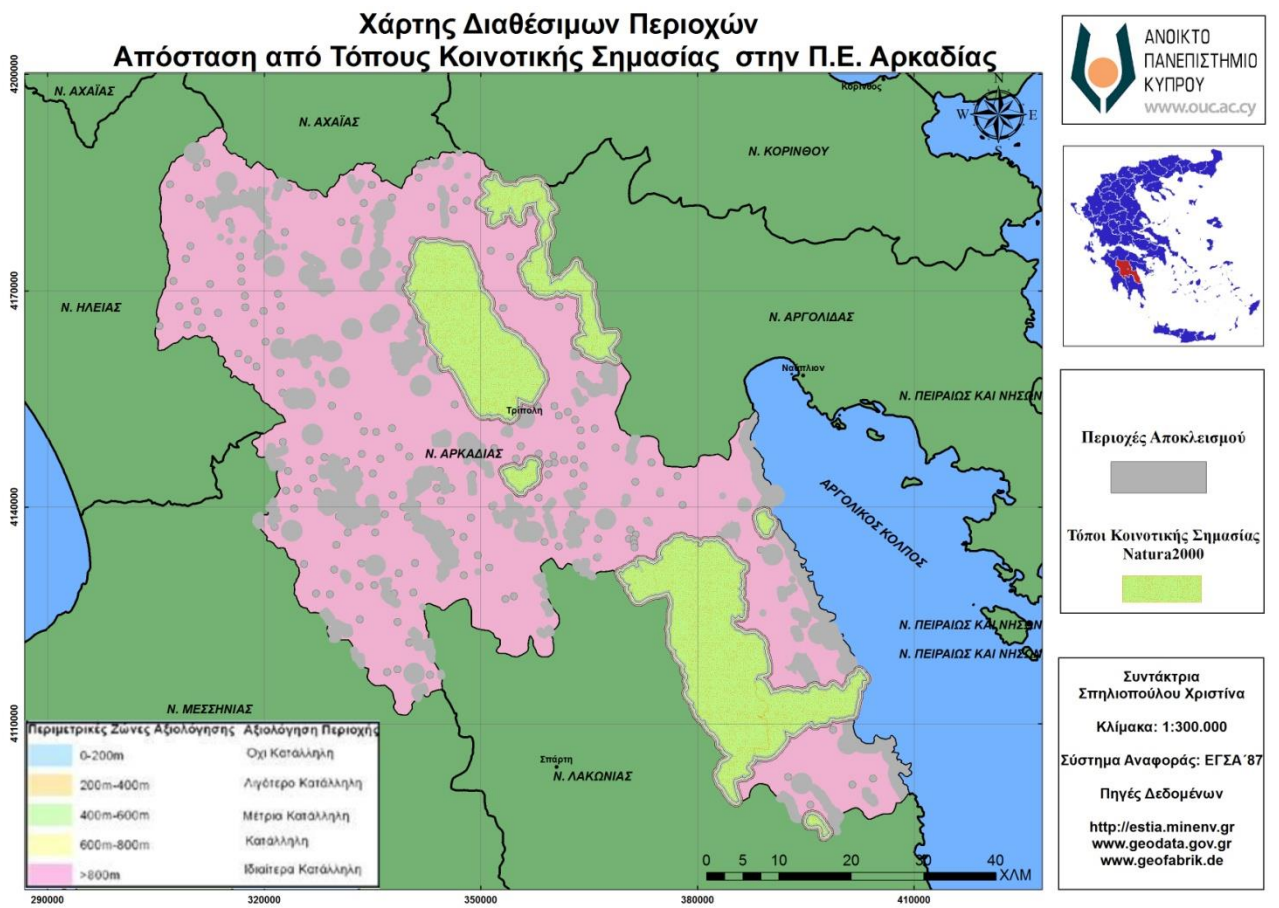 Χάρτης Διαθέσιμων Περιοχών
Απόσταση από Τόπους Κοινοτικής Σημασίας στην Π.Ε. Αρκαδίας
ΑΝΟΙΚΤΟ
ΠΑΝΕΠΙΣΤΗΜΙΟ
ΚΥΠΡΟΥ
www.ouc.ac.cy
4200000
4170000
4140000
4110000
Ν. ΑΧΑΪΑΣ
Ν. ΑΧΑΪΑΣ
Κόρινθος
N
W
E
S
Ν. ΚΟΡΙΝΘΟΥ
Ν. ΗΛΕΙΑΣ
Ν. ΑΡΓΟΛΙΔΑΣ
Ναύπλιον
Ν. ΠΕΙΡΑΙΩΣ ΚΑΙ ΝΗΣΩΝ
Τρίπολη
Ν. ΑΡΚΑΔΙΑΣ
ΑΡΓΟΛΙΚΟΣ ΚΟΛΠΟΣ
Ν. ΠΕΙΡΑΙΩΣ ΚΑΙ ΝΗΣΩΝ
Ν. ΠΕΙΡΑΙΩΣ ΚΑΙ ΝΗΣΩΝ
Ν. ΜΕΣΣΗΝΙΑΣ
Σπάρτη
Ν. ΛΑΚΩΝΙΑΣ
Περιμετρικές Ζώνες Αξιολόγησης Αξιολόγηση Περιοχής
0-200m Όχι Κατάλληλη
200m-400m Λιγότερο Κατάλληλη
400m-600m Μέτρια Κατάλληλη
600m-800m Κατάλληλη
>800m Ιδιαίτερα Κατάλληλη
0 5 10 20 30 40
ΧΛΜ
290000 320000 350000 380000 410000
Περιοχές Αποκλεισμού
Τόποι Κοινοτικής Σημασίας
Natura2000
Συντάκτρια
Σπηλιοπούλου Χριστίνα
Κλίμακα: 1:300.000
Σύστημα Αναφοράς: ΕΓΣΑ΄87
Πηγές Δεδομένων
http://estia.minenv.gr
www.geodata.gov.gr
www.geofabrik.de